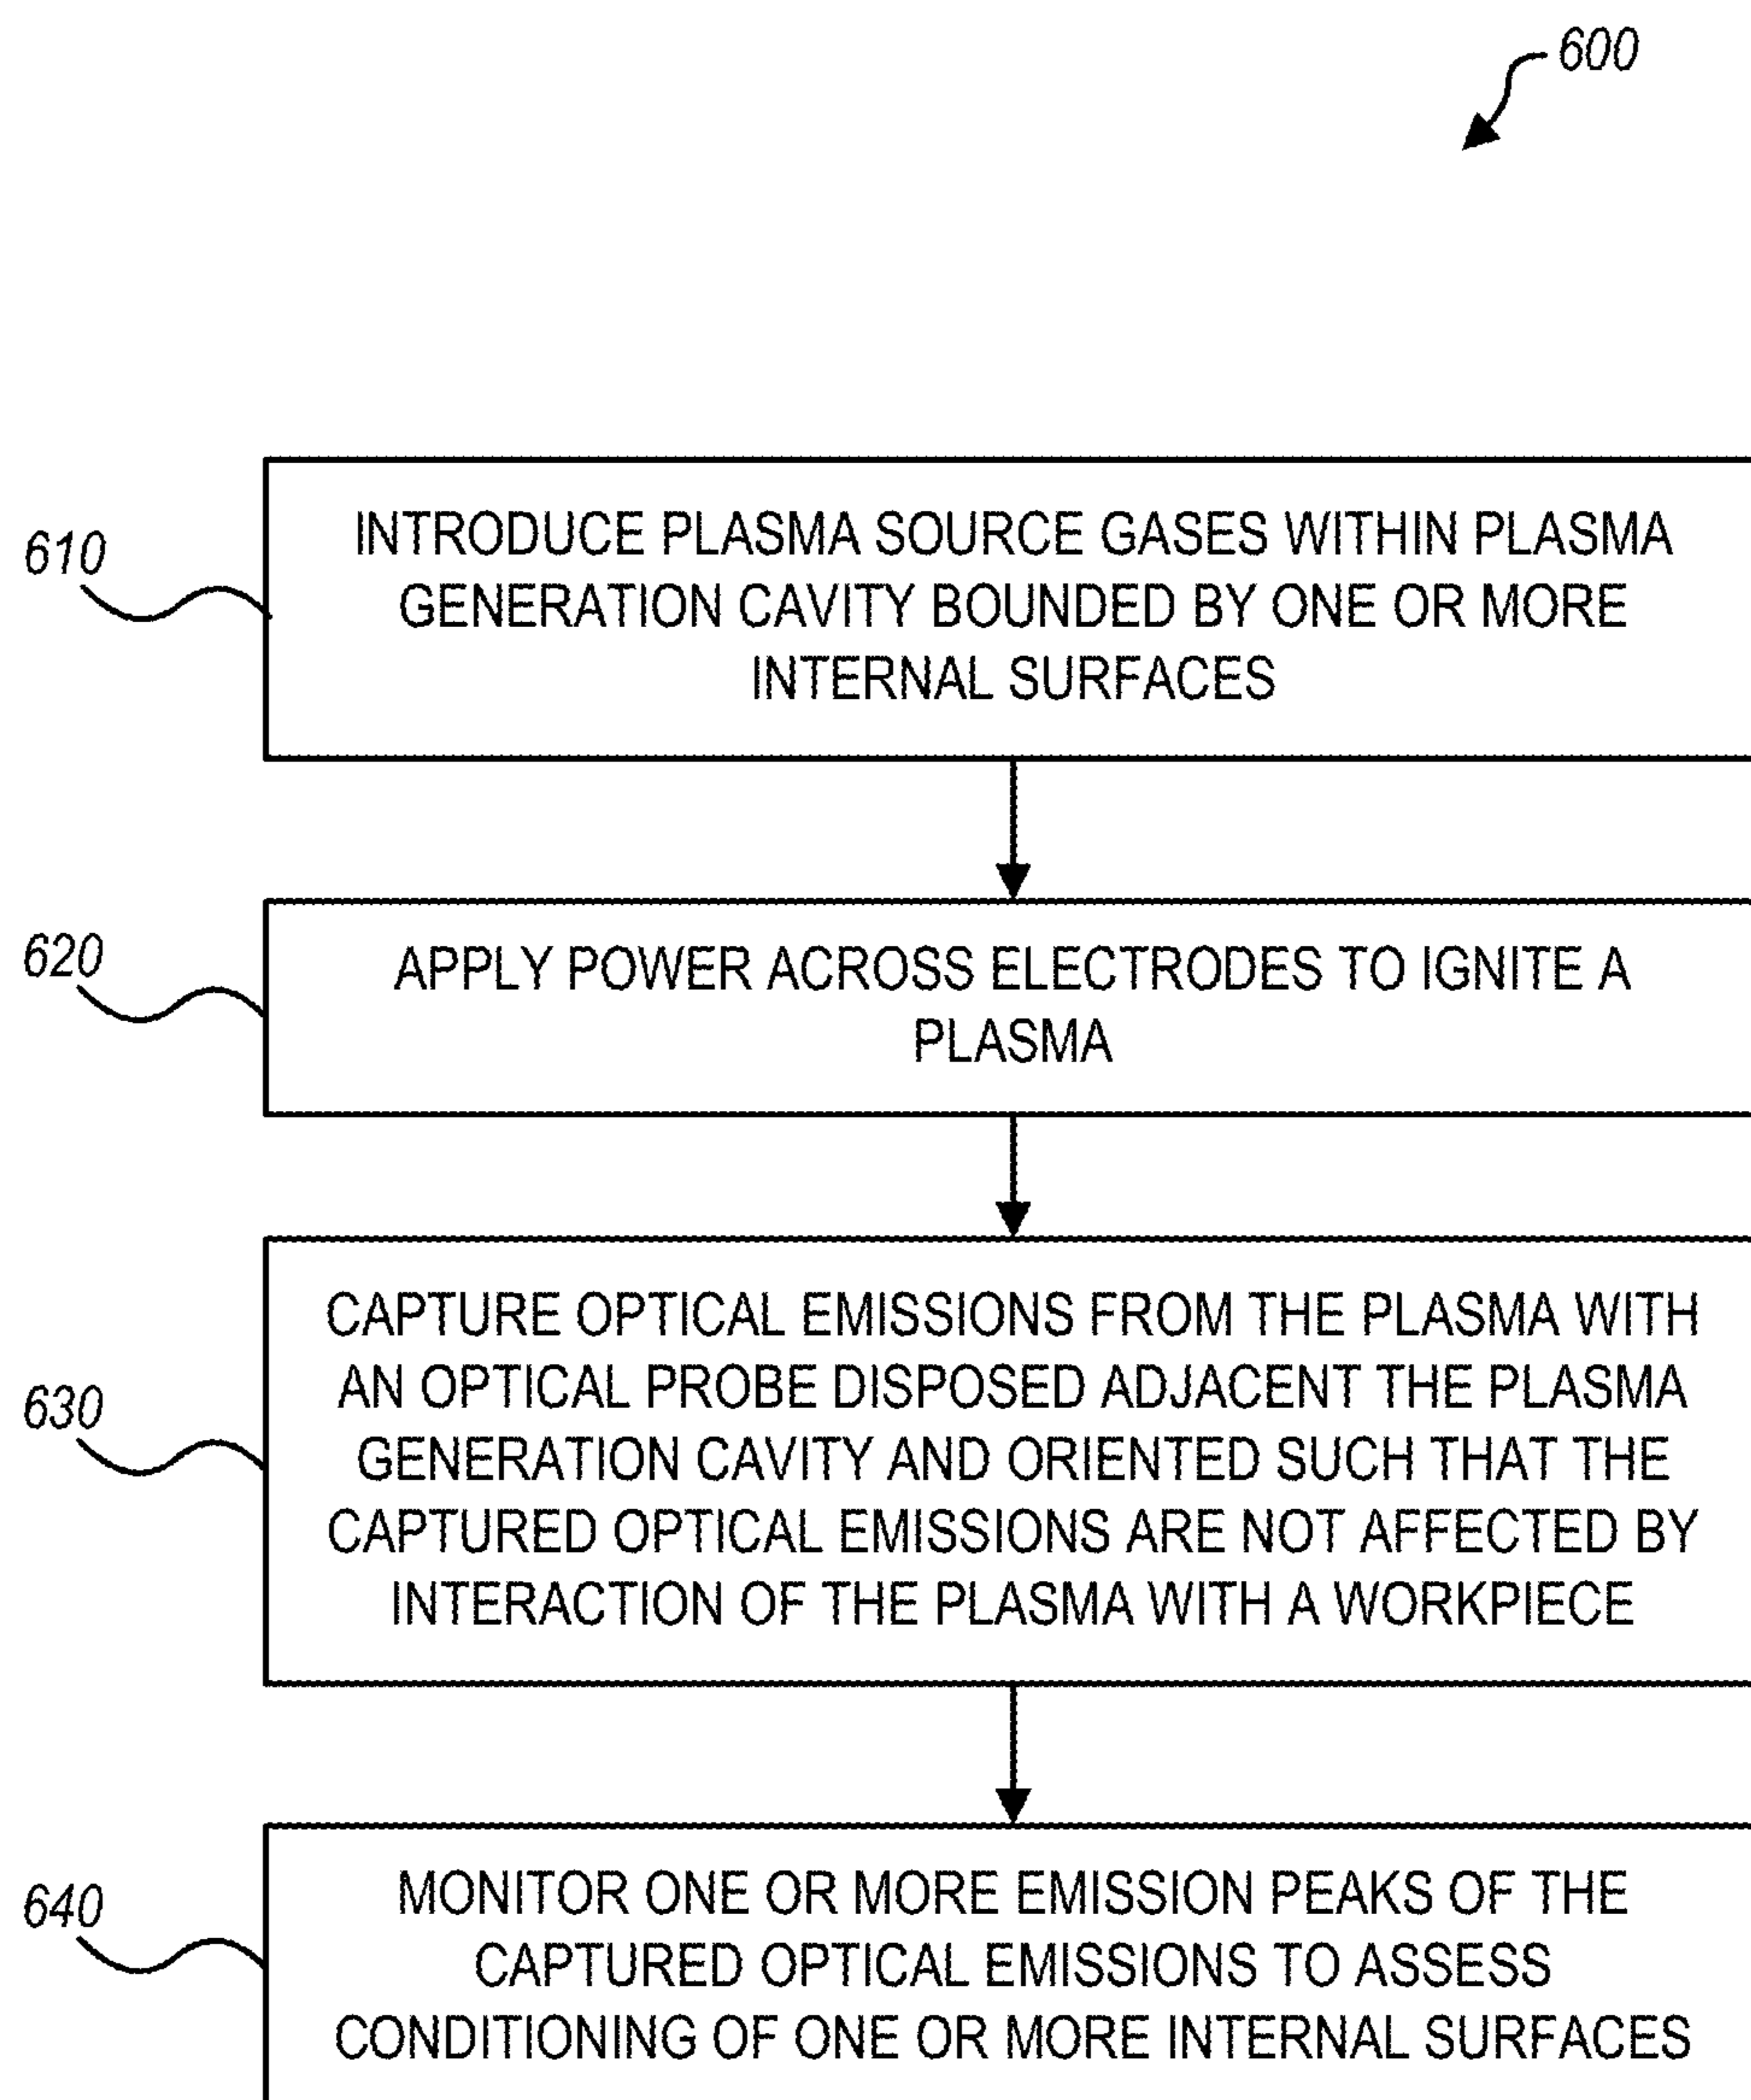 600
610
INTRODUCE PLASMA SOURCE GASES WITHIN PLASMA
GENERATION CAVITY BOUNDED BY ONE OR MORE
INTERNAL SURFACES
620
APPLY POWER ACROSS ELECTRODES TO IGNITE A
PLASMA
630
CAPTURE OPTICAL EMISSIONS FROM THE PLASMA WITH
AN OPTICAL PROBE DISPOSED ADJACENT THE PLASMA
GENERATION CAVITY AND ORIENTED SUCH THAT THE
CAPTURED OPTICAL EMISSIONS ARE NOT AFFECTED BY
INTERACTION OF THE PLASMA WITH A WORKPIECE
640
MONITOR ONE OR MORE EMISSION PEAKS OF THE
CAPTURED OPTICAL EMISSIONS TO ASSESS
CONDITIONING OF ONE OR MORE INTERNAL SURFACES